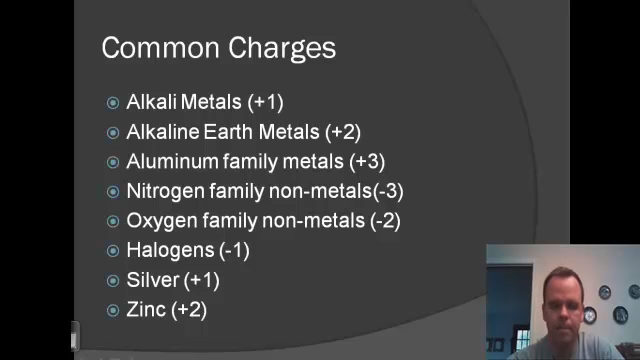 Common Charges
Alkali Metals (+1)
Alkaline Earth Metals (+2)
Aluminum family metals (+3)
Nitrogen family non-metals(-3)
Oxygen family non-metals (-2)
Halogens (-1)
Silver (+1)
Zinc (+2)